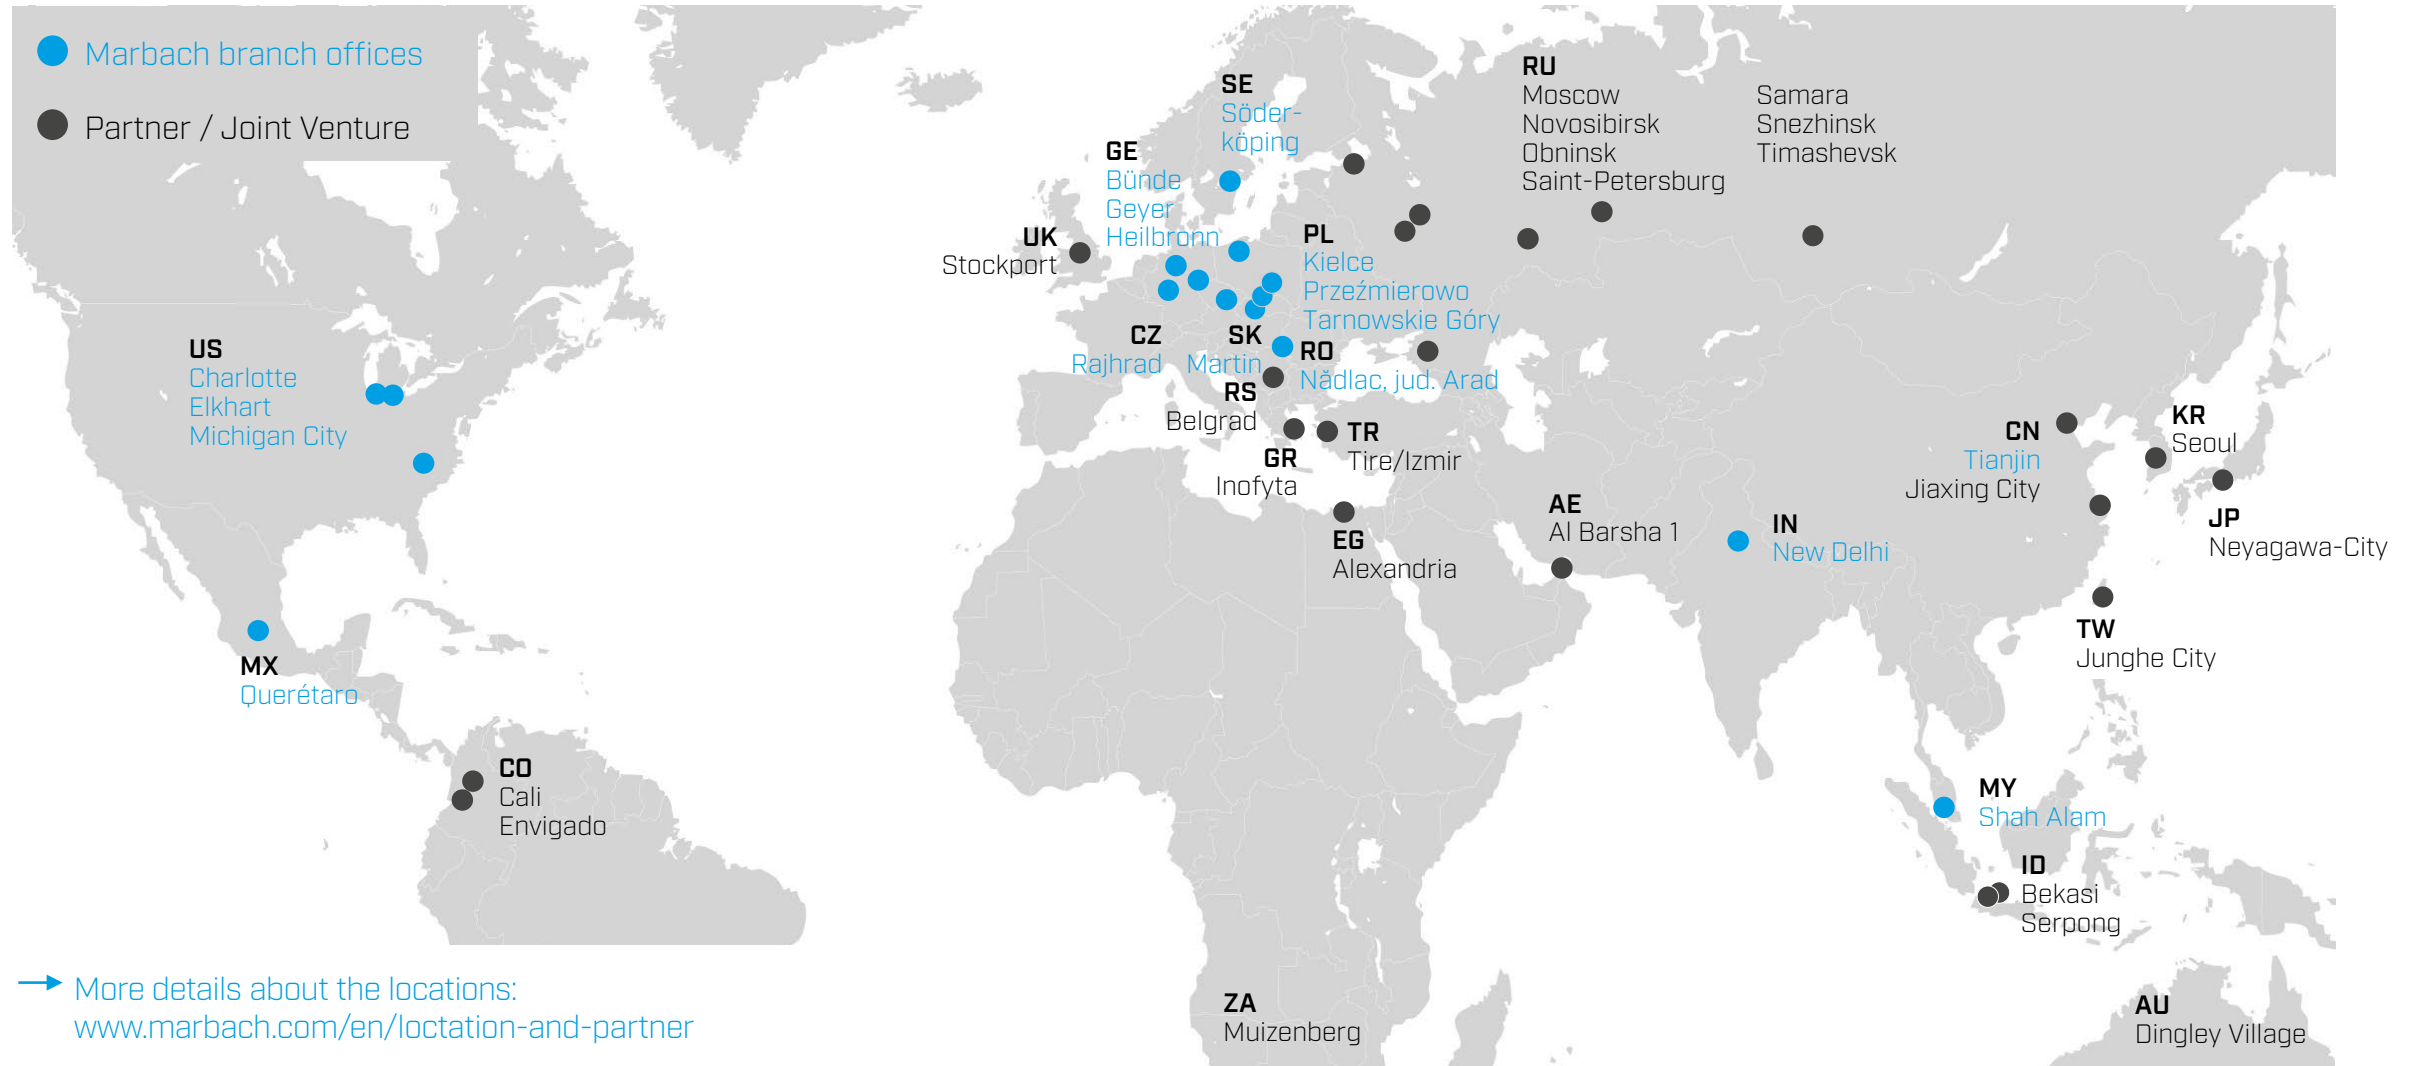 Marbach branch offices
Partner / Joint Venture
US
Charlotte
Elkhart
Michigan City
MX
Querétaro
CO
Cali
Envigado
UK
Stockport
GE
Bünde
Geyer
Heilbronn
SE
Söder-
köping
PL
Kielce
Przeźmierowo
Tarnowskie Góry
CZ
Rajhrad
SK
Martin
RO
Nădlac, jud. Arad
RS
Belgrad
GR
Inofyta
TR
Tire/Izmir
EG
Alexandria
RU
Moscow
Novosibirsk
Obninsk
Saint-Petersburg
Samara
Snezhinsk
Timashevsk
AE
Al Barsha 1
IN
New Delhi
CN
Tianjin
Jiaxing City
KR
Seoul
JP
Neyagawa-City
TW
Junghe City
MY
Shah Alam
ID
Bekasi
Serpong
ZA
Muizenberg
AU
Dingley Village
More details about the locations:
www.marbach.com/en/loctation-and-partner